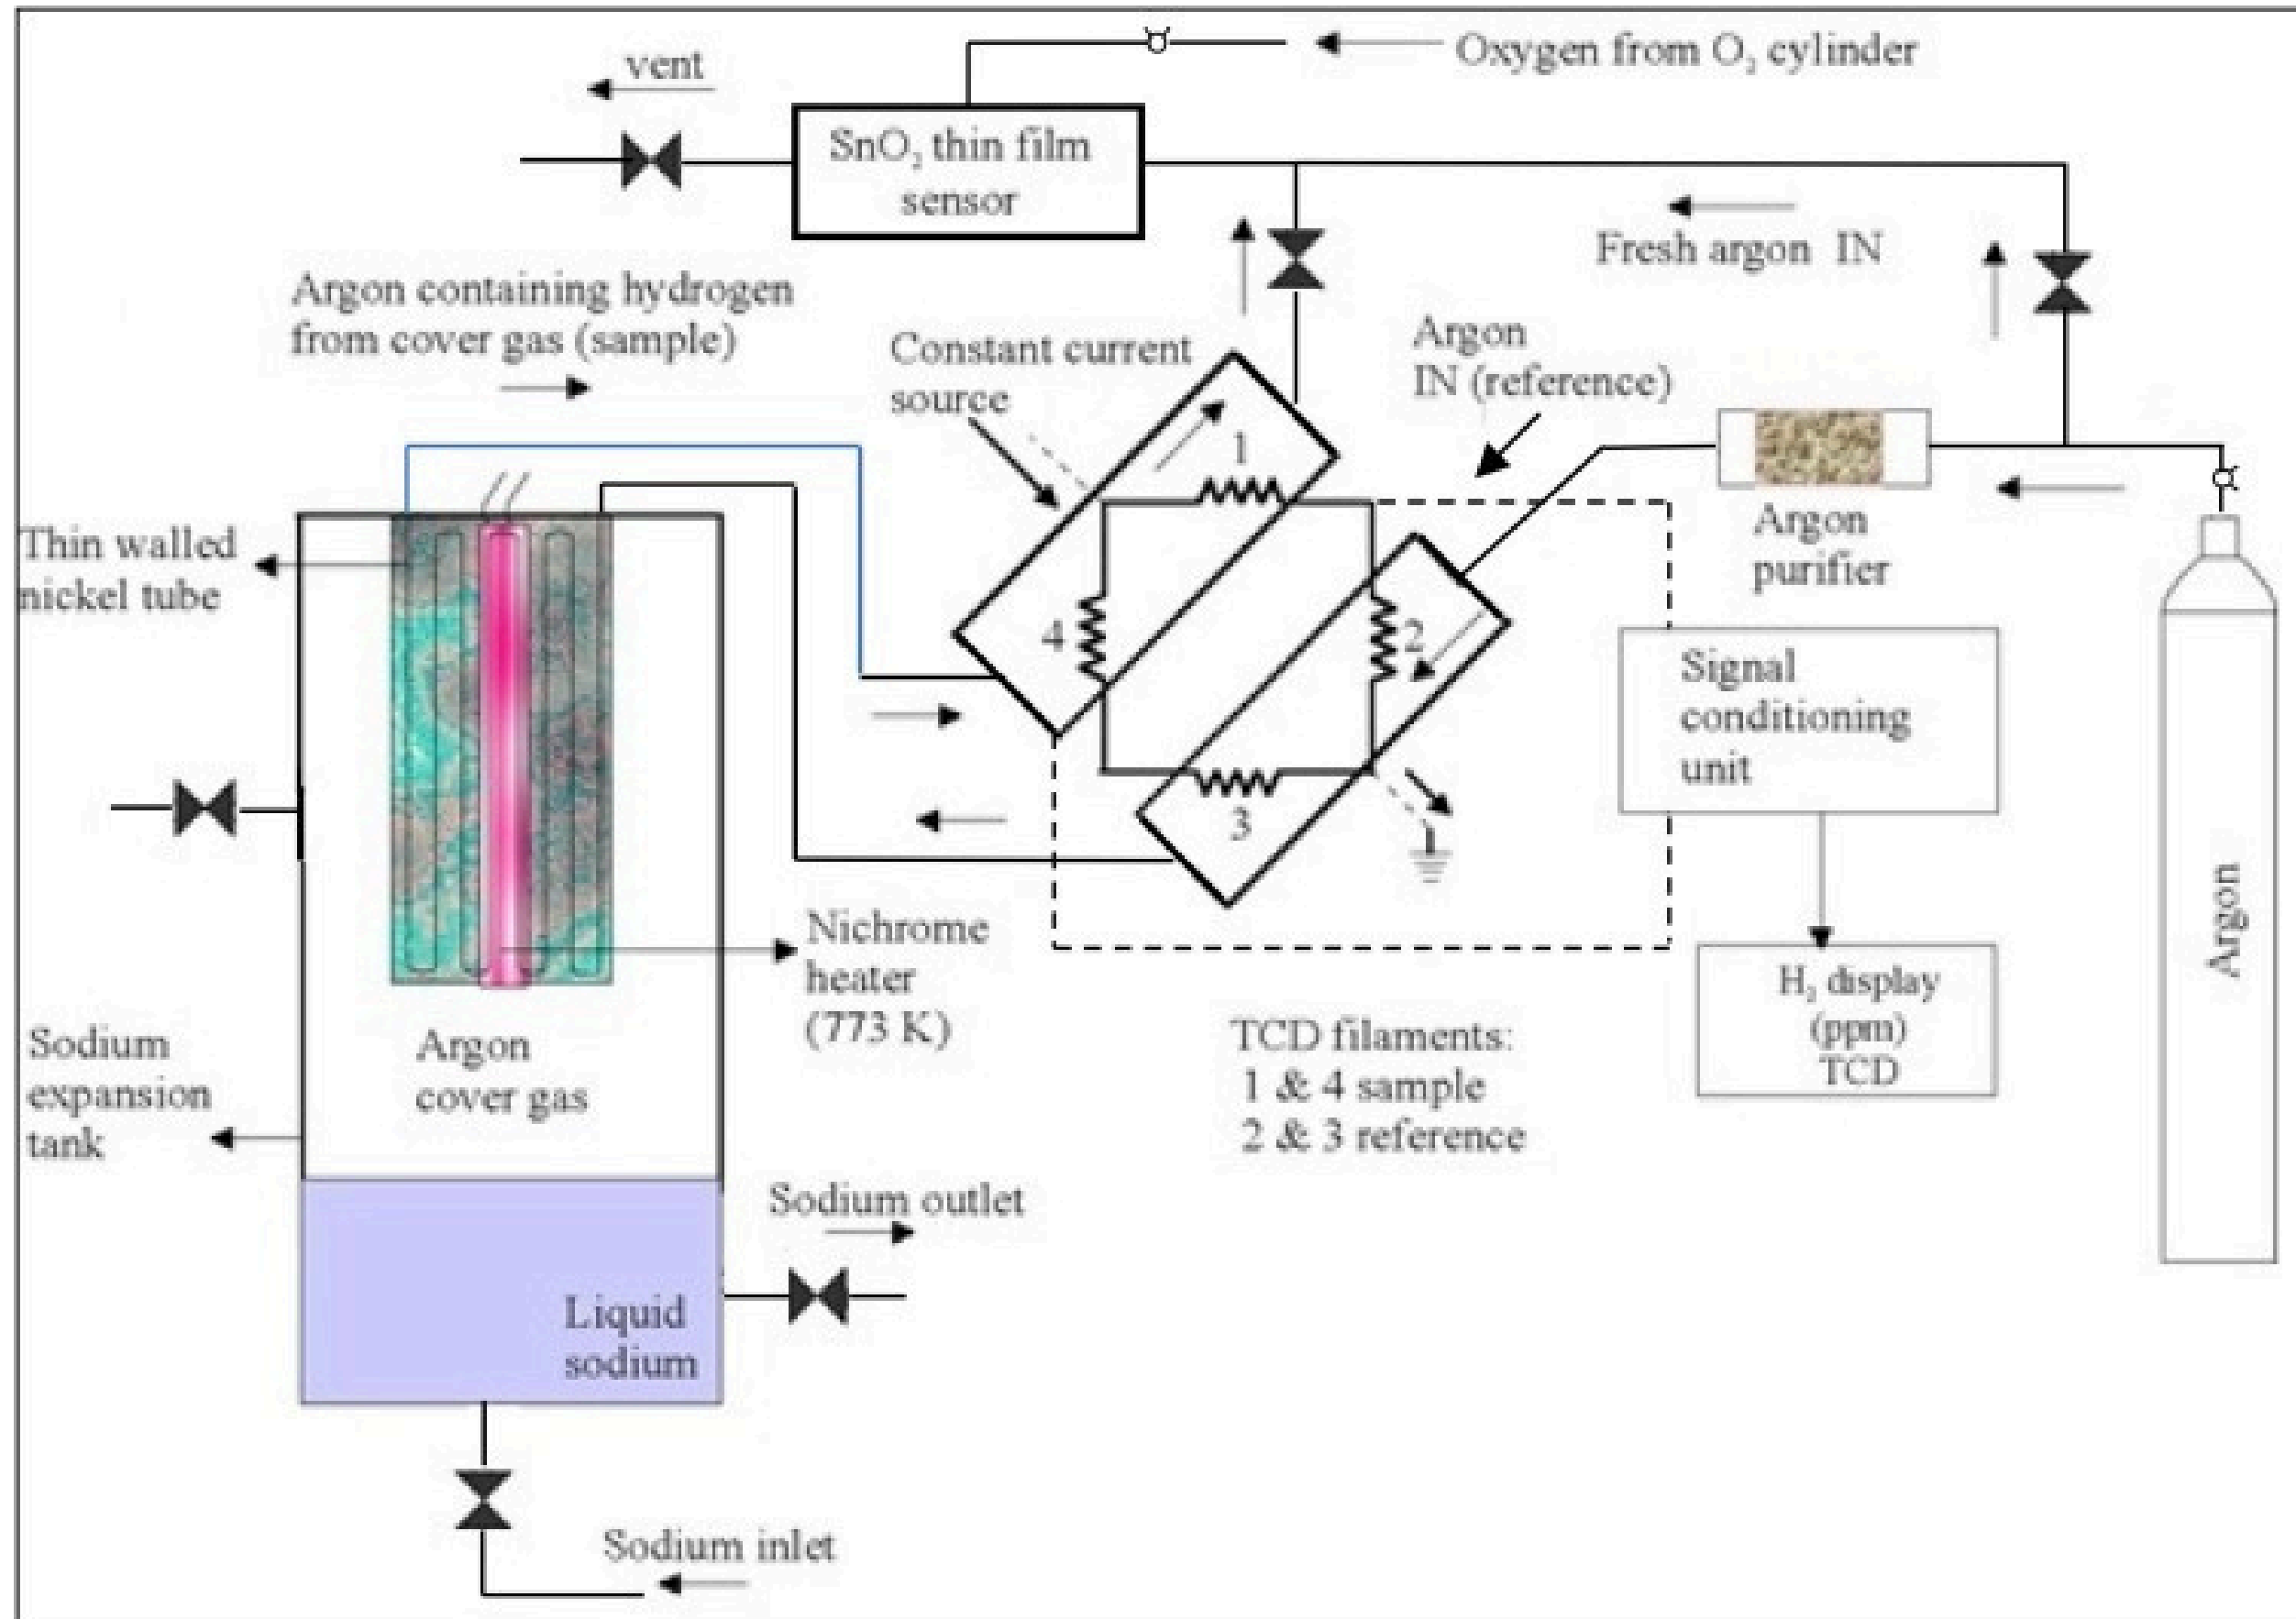 Oxygen from O₂ cylinder
vent
SnO₂ thin film
sensor
Fresh argon IN
Argon containing hydrogen
from cover gas (sample)
Constant current
source
Argon
IN (reference)
1
Thin walled
nickel tube
Argon
purifier
4
2
Signal
conditioning
unit
3
Argon
Nichrome
heater
(773 K)
H₂ display
(ppm)
TCD
Sodium
expansion
tank
Argon
cover gas
TCD filaments:
1 & 4 sample
2 & 3 reference
Sodium outlet
Liquid
sodium
Sodium inlet